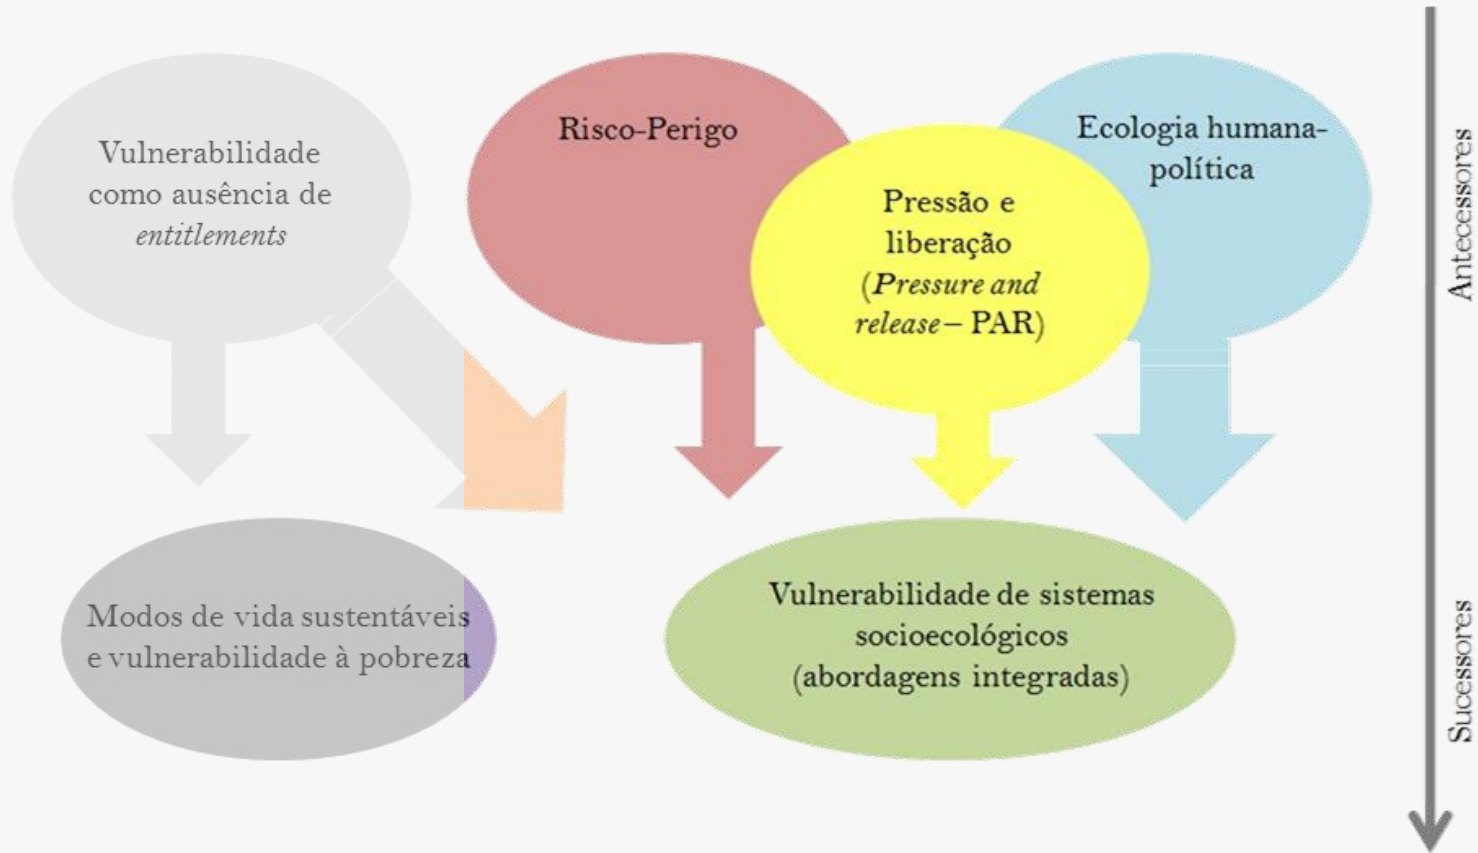 Vulnerabilidade
como ausência de
entitlements
Risco-Perigo
Pressão e
liberação
(Pressure and
release – PAR)
Ecologia humana-
política
Antecessores
Modos de vida sustentáveis
e vulnerabilidade à pobreza
Vulnerabilidade de sistemas
socioecológicos
(abordagens integradas)
Sucessores